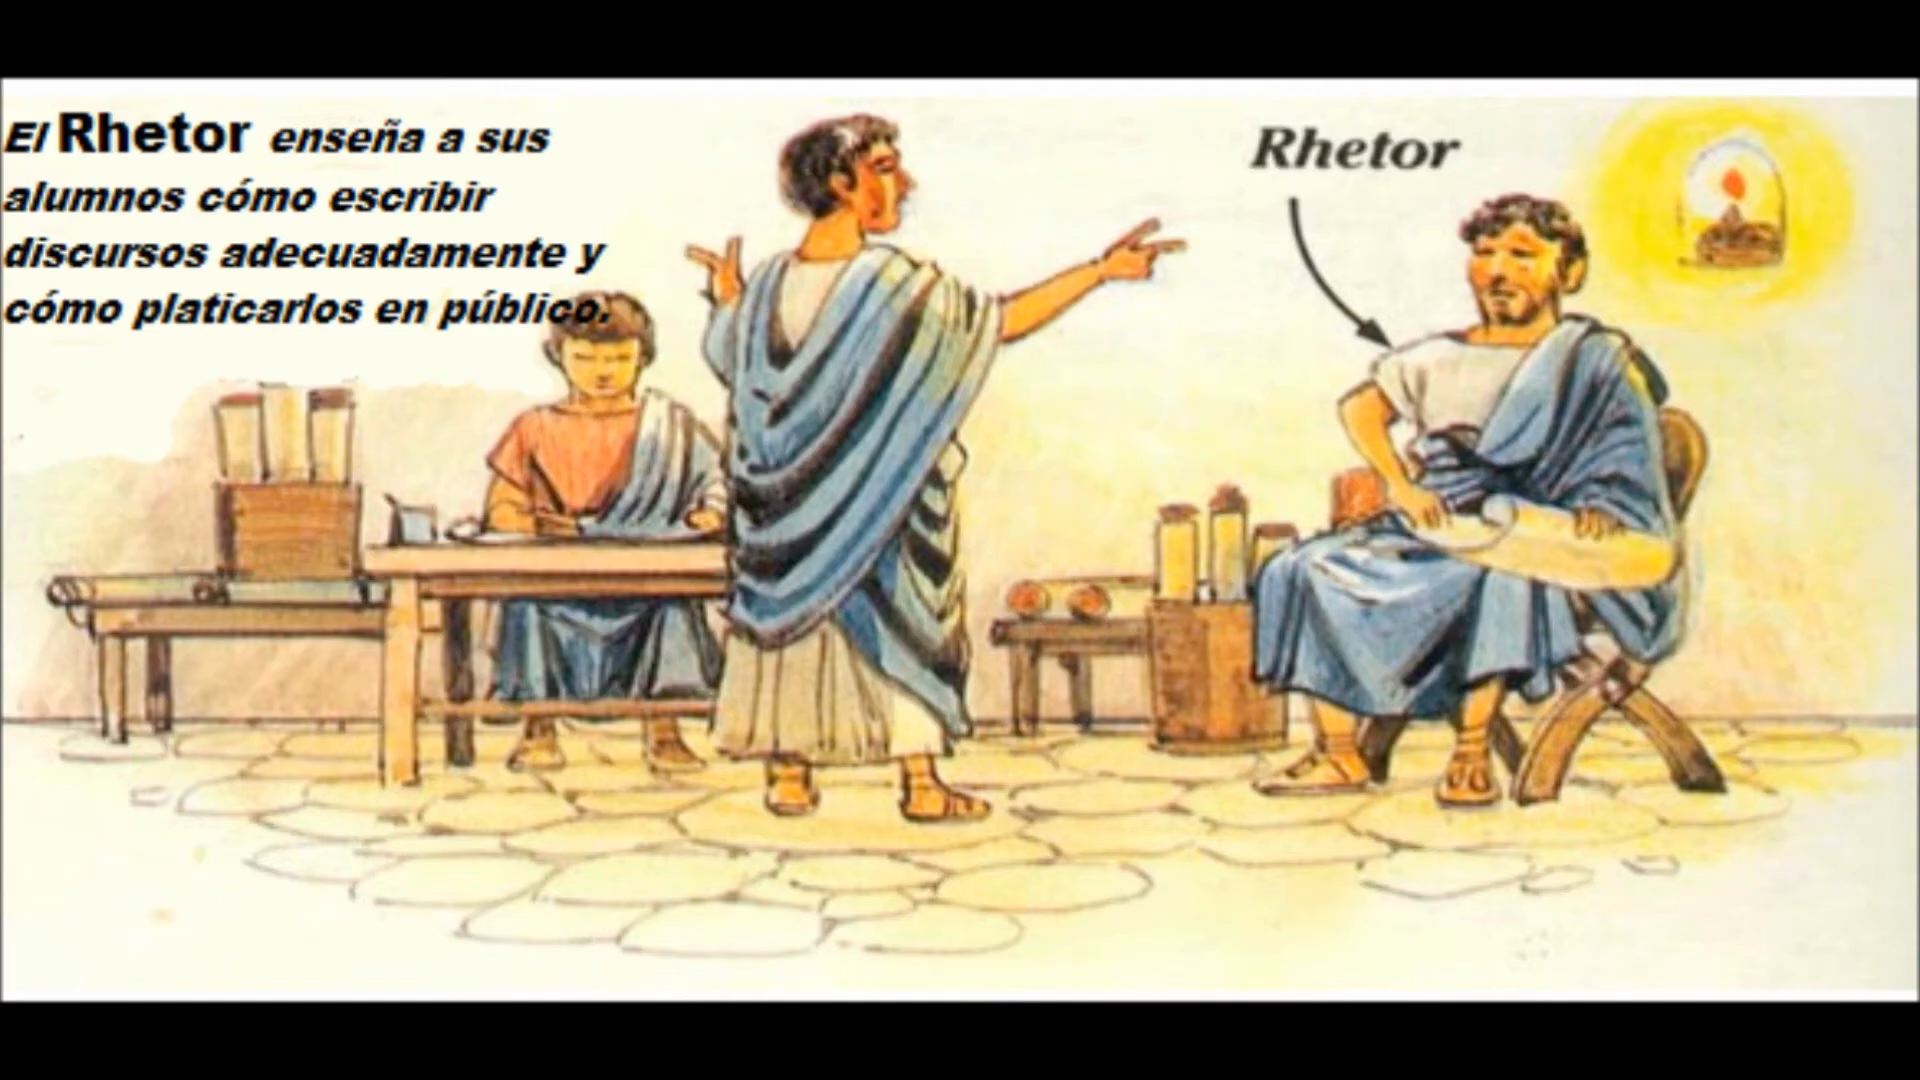 El Rhetor enseña a sus
alumnos cómo escribir
discursos adecuadamente y
cómo platicarlos en público.
Rhetor